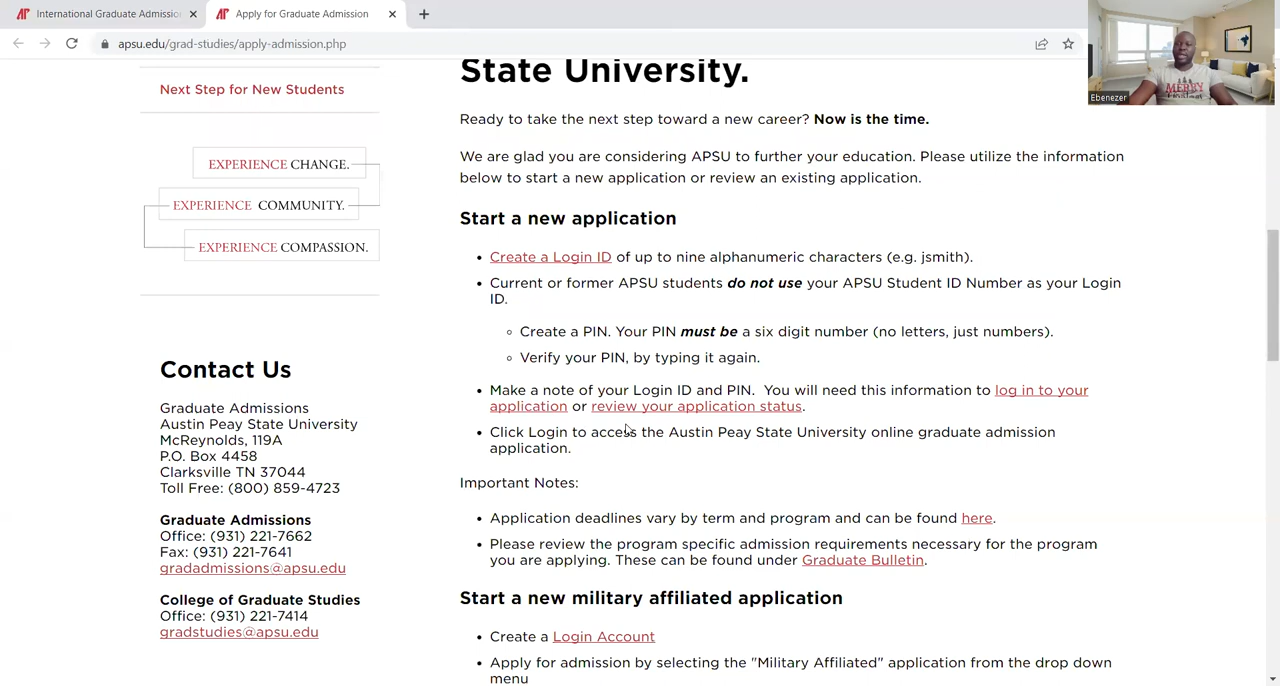 International Graduate Admission
Apply for Graduate Admission
apsu.edu/grad-studies/apply-admission.php
Ebenezer
MERRY
Next Step for New Students
EXPERIENCE CHANGE.
EXPERIENCE COMMUNITY.
EXPERIENCE COMPASSION.
Contact Us
Graduate Admissions
Austin Peay State University
McReynolds, 119A
P.O. Box 4458
Clarksville TN 37044
Toll Free: (800) 859-4723
Graduate Admissions
Office: (931) 221-7662
Fax: (931) 221-7641
gradadmissions@apsu.edu
College of Graduate Studies
Office: (931) 221-7414
gradstudies@apsu.edu
State University.
Ready to take the next step toward a new career? Now is the time.
We are glad you are considering APSU to further your education. Please utilize the information
below to start a new application or review an existing application.
Start a new application
Create a Login ID of up to nine alphanumeric characters (e.g. jsmith).
Current or former APSU students do not use your APSU Student ID Number as your Login
ID.
Create a PIN. Your PIN must be a six digit number (no letters, just numbers).
Verify your PIN, by typing it again.
Make a note of your Login ID and PIN. You will need this information to log in to your
application or review your application status.
Click Login to access the Austin Peay State University online graduate admission
application.
Important Notes:
Application deadlines vary by term and program and can be found here.
Please review the program specific admission requirements necessary for the program
you are applying. These can be found under Graduate Bulletin.
Start a new military affiliated application
Create a Login Account
Apply for admission by selecting the "Military Affiliated" application from the drop down
menu